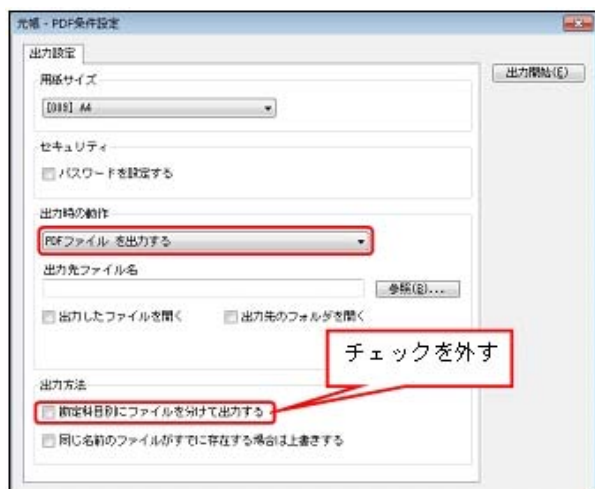 元帳 - PDF条件設定
出力設定
出力開始(E)
用紙サイズ
[009] A4
セキュリティ
パスワードを設定する
出力時の動作
PDFファイル を出力する
出力先ファイル名
参照(B)...
出力したファイルを開く
出力先のフォルダを開く
チェックを外す
出力方法
勘定科目別にファイルを分けて出力する
同じ名前のファイルがすでに存在する場合は上書きする